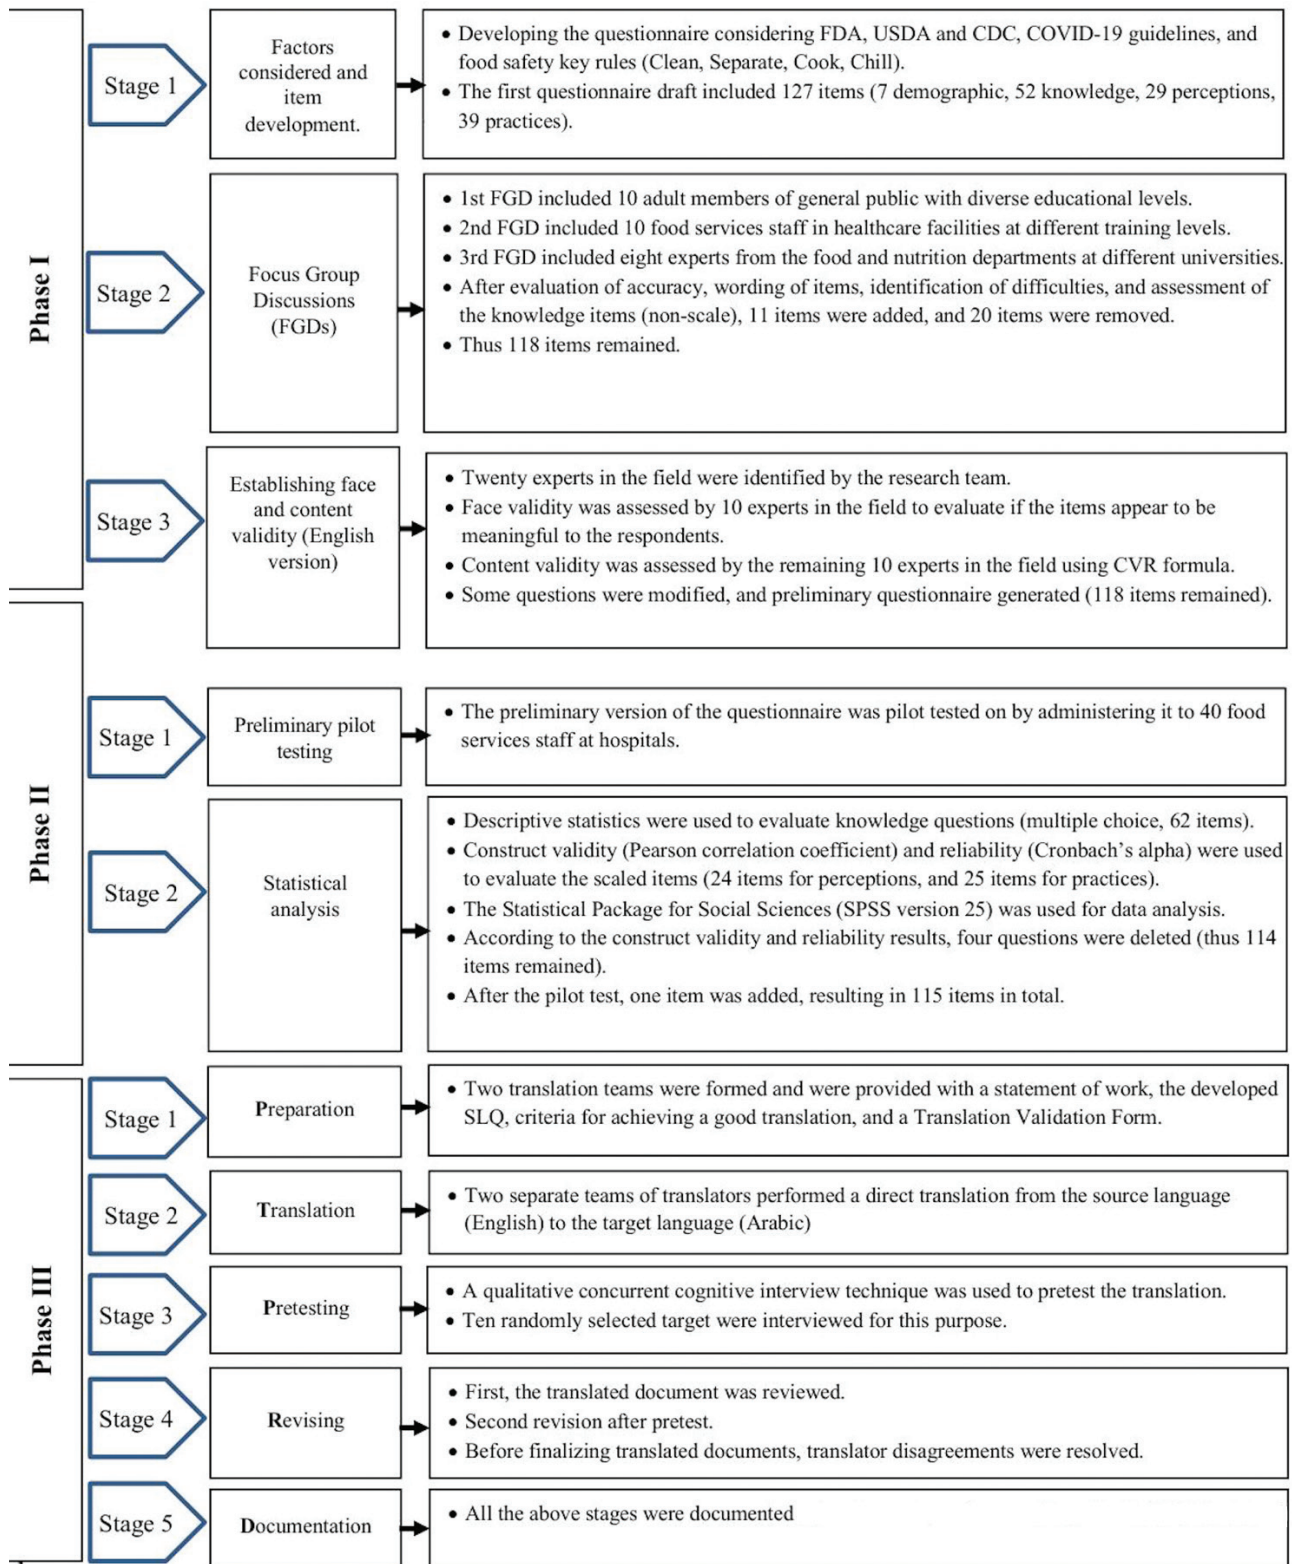 Phase I
Stage 1
Factors
considered and
item
development.
• Developing the questionnaire considering FDA, USDA and CDC, COVID-19 guidelines, and
food safety key rules (Clean, Separate, Cook, Chill).
• The first questionnaire draft included 127 items (7 demographic, 52 knowledge, 29 perceptions,
39 practices).
Stage 2
Focus Group
Discussions
(FGDs)
• 1st FGD included 10 adult members of general public with diverse educational levels.
• 2nd FGD included 10 food services staff in healthcare facilities at different training levels.
• 3rd FGD included eight experts from the food and nutrition departments at different universities.
• After evaluation of accuracy, wording of items, identification of difficulties, and assessment of
the knowledge items (non-scale), 11 items were added, and 20 items were removed.
• Thus 118 items remained.
Stage 3
Establishing face
and content
validity (English
version)
• Twenty experts in the field were identified by the research team.
• Face validity was assessed by 10 experts in the field to evaluate if the items appear to be
meaningful to the respondents.
• Content validity was assessed by the remaining 10 experts in the field using CVR formula.
• Some questions were modified, and preliminary questionnaire generated (118 items remained).
Phase II
Stage 1
Preliminary pilot
testing
• The preliminary version of the questionnaire was pilot tested on by administering it to 40 food
services staff at hospitals.
Stage 2
Statistical
analysis
• Descriptive statistics were used to evaluate knowledge questions (multiple choice, 62 items).
• Construct validity (Pearson correlation coefficient) and reliability (Cronbach's alpha) were used
to evaluate the scaled items (24 items for perceptions, and 25 items for practices).
• The Statistical Package for Social Sciences (SPSS version 25) was used for data analysis.
• According to the construct validity and reliability results, four questions were deleted (thus 114
items remained).
• After the pilot test, one item was added, resulting in 115 items in total.
Phase III
Stage 1
Preparation
• Two translation teams were formed and were provided with a statement of work, the developed
SLQ, criteria for achieving a good translation, and a Translation Validation Form.
Stage 2
Translation
• Two separate teams of translators performed a direct translation from the source language
(English) to the target language (Arabic)
Stage 3
Pretesting
• A qualitative concurrent cognitive interview technique was used to pretest the translation.
• Ten randomly selected target were interviewed for this purpose.
Stage 4
Revising
• First, the translated document was reviewed.
• Second revision after pretest.
• Before finalizing translated documents, translator disagreements were resolved.
Stage 5
Documentation
• All the above stages were documented